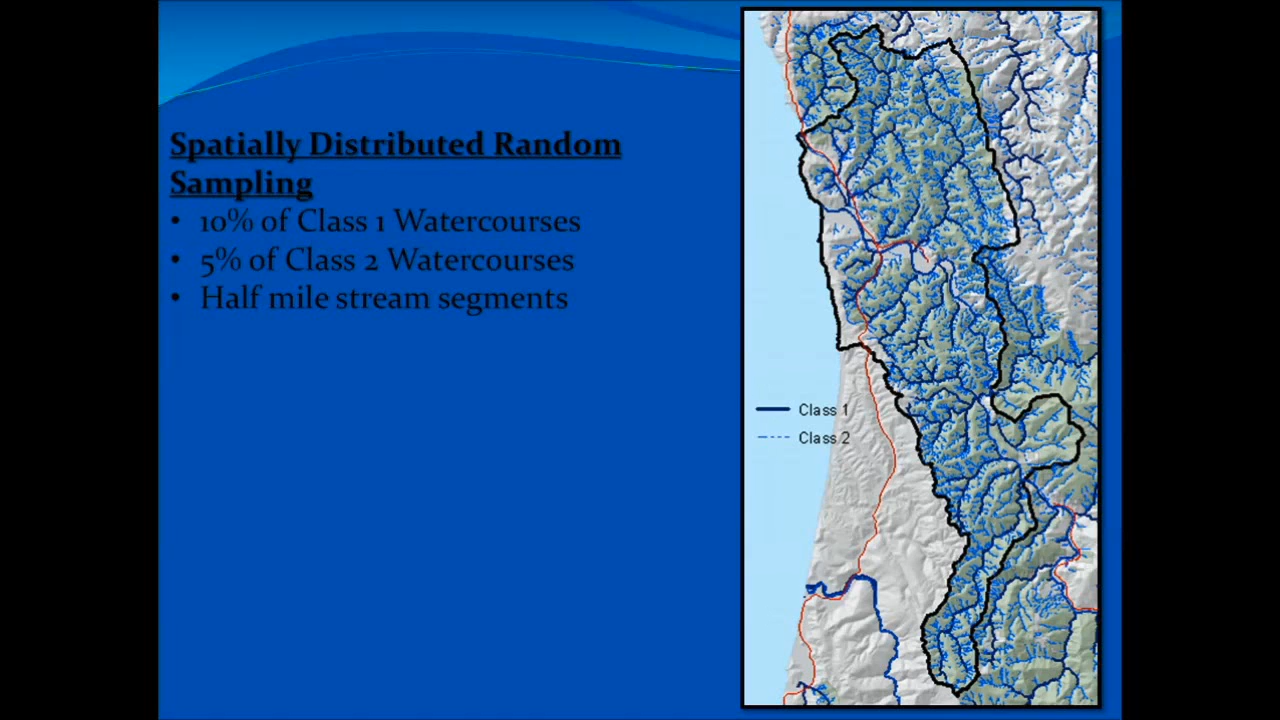 Spatially Distributed Random
Sampling
• 10% of Class 1 Watercourses
• 5% of Class 2 Watercourses
• Half mile stream segments
Class 1
Class 2